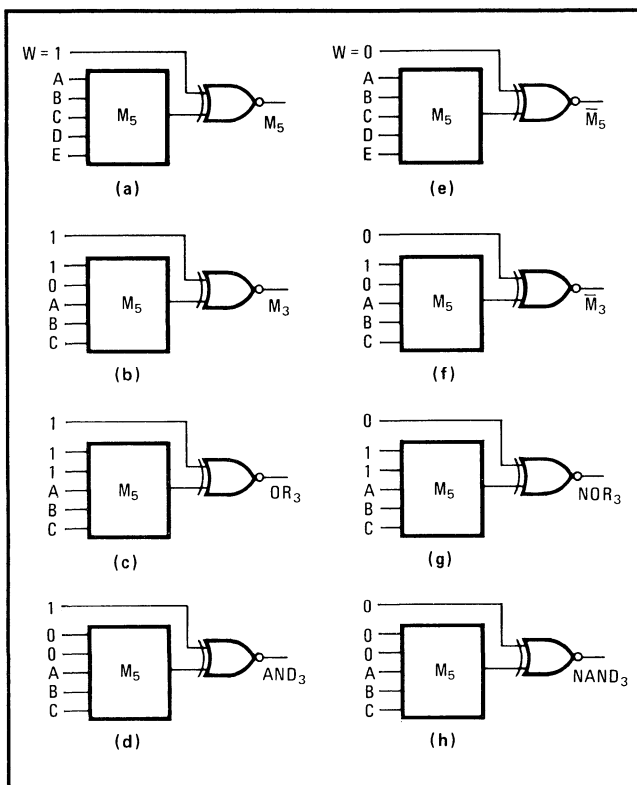 W = 1
A
B
C
D
E
M₅
M₅
(a)
W = 0
A
B
C
D
E
M₅
M̅₅
(e)
1
1
0
A
B
C
M₅
M₃
(b)
0
1
0
A
B
C
M₅
M̅₃
(f)
1
1
1
A
B
C
M₅
OR₃
(c)
0
1
1
A
B
C
M₅
NOR₃
(g)
1
0
0
A
B
C
M₅
AND₃
(d)
0
0
0
A
B
C
M₅
NAND₃
(h)